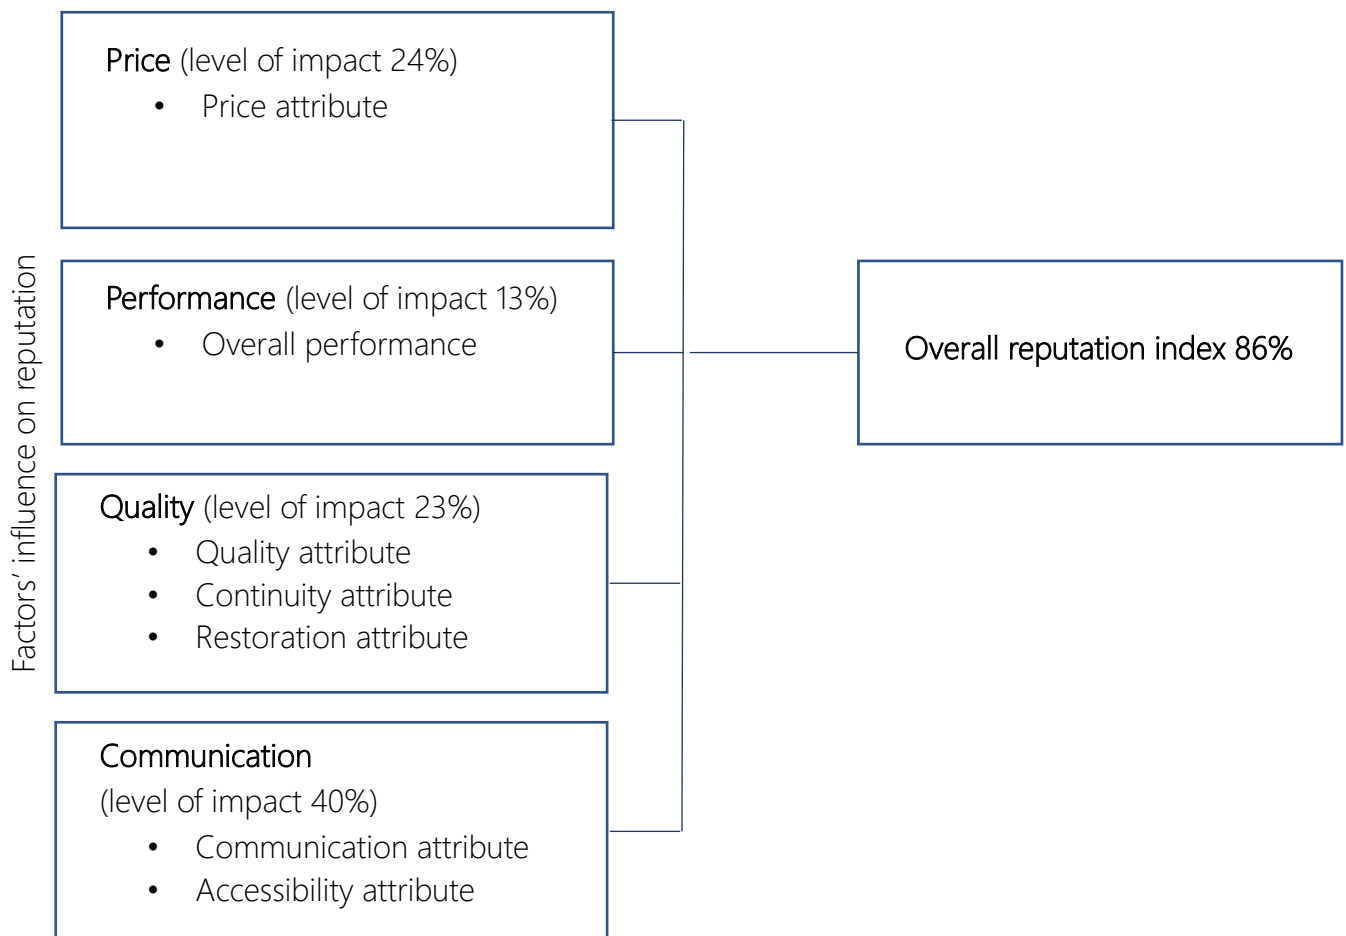 Factors' influence on reputation
Price (level of impact 24%)
• Price attribute
Performance (level of impact 13%)
• Overall performance
Quality (level of impact 23%)
• Quality attribute
• Continuity attribute
• Restoration attribute
Communication
(level of impact 40%)
• Communication attribute
• Accessibility attribute
Overall reputation index 86%